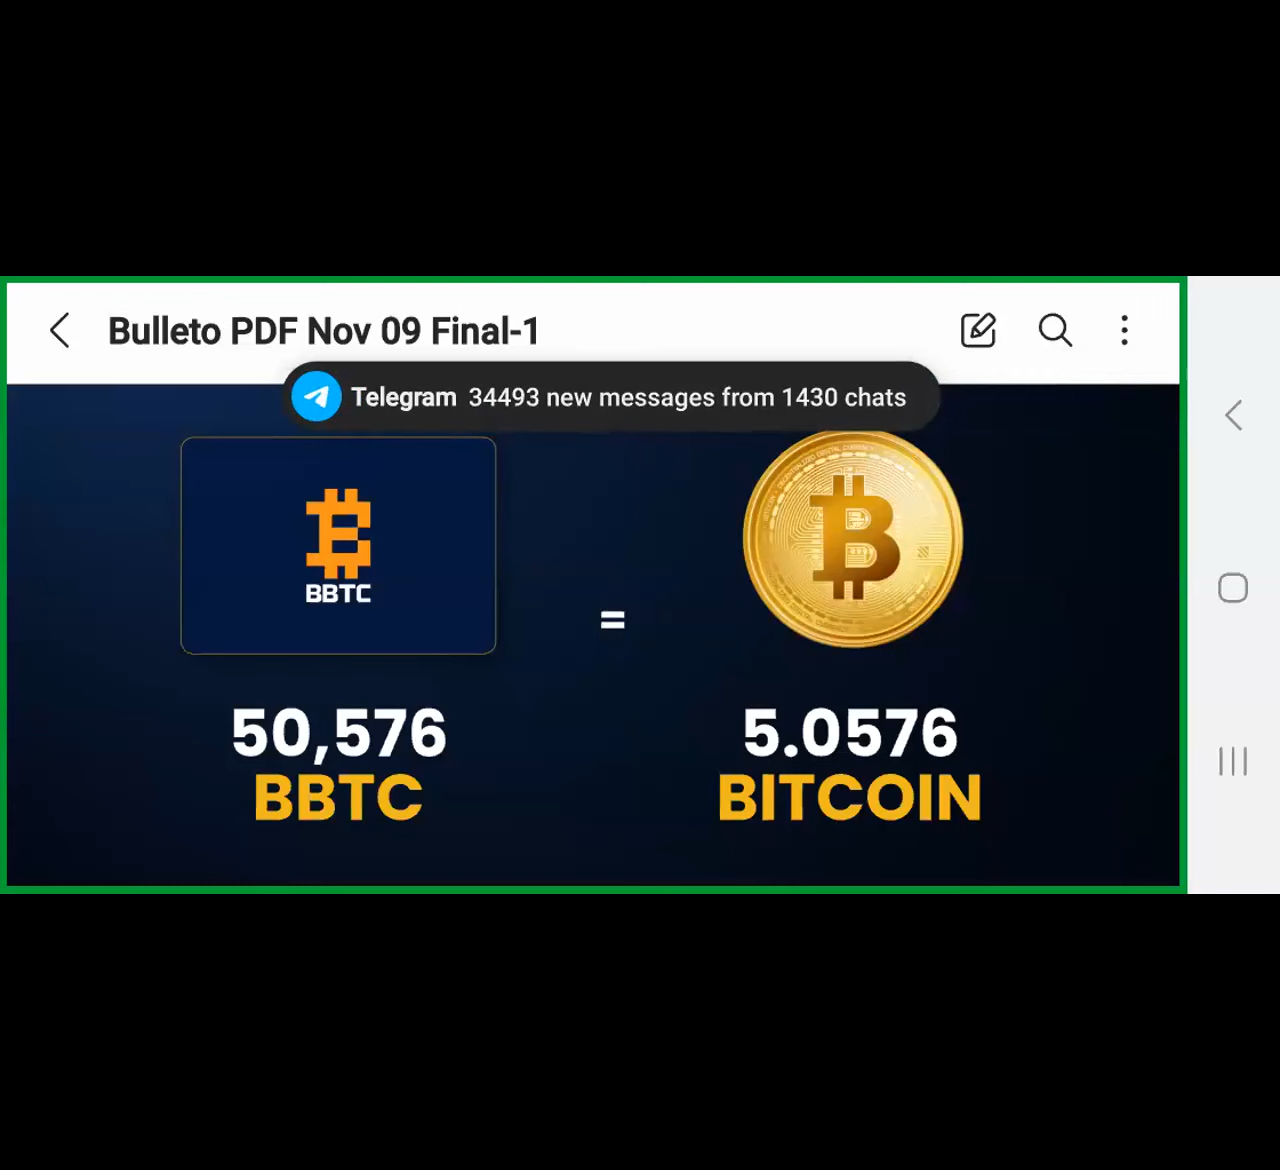 Bulleto PDF Nov 09 Final-1
Telegram 34493 new messages from 1430 chats
BBTC
=
50,576
BBTC
5.0576
BITCOIN